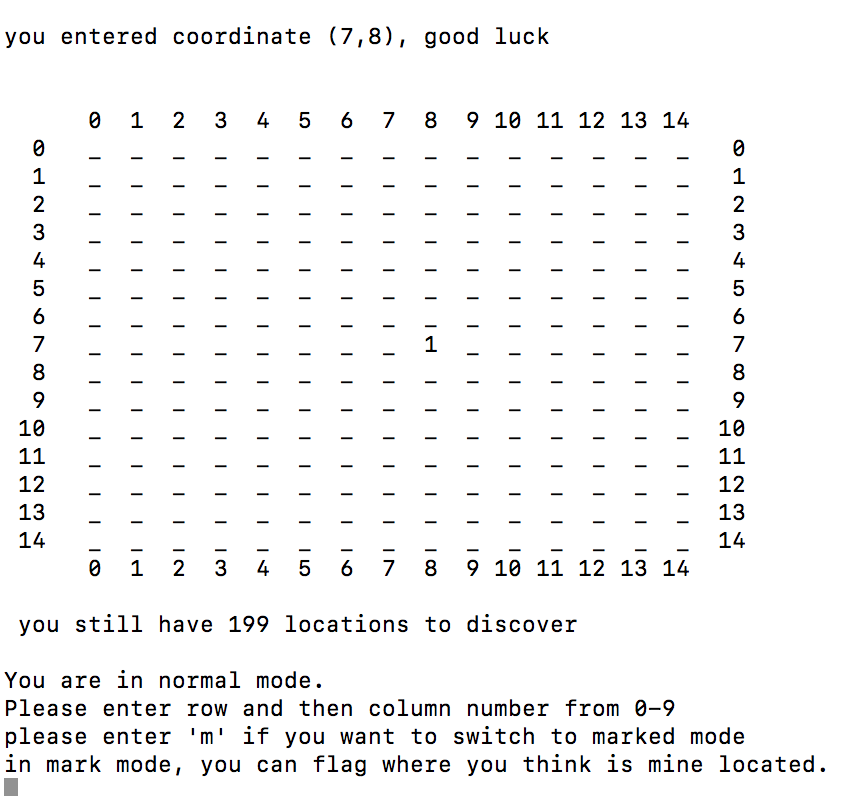 you entered coordinate (7,8), good luck
0 1 2 3 4 5 6 7 8 9 10 11 12 13 14
0 _ _ _ _ _ _ _ _ _ _ _ _ _ _ _ 0
1 _ _ _ _ _ _ _ _ _ _ _ _ _ _ _ 1
2 _ _ _ _ _ _ _ _ _ _ _ _ _ _ _ 2
3 _ _ _ _ _ _ _ _ _ _ _ _ _ _ _ 3
4 _ _ _ _ _ _ _ _ _ _ _ _ _ _ _ 4
5 _ _ _ _ _ _ _ _ _ _ _ _ _ _ _ 5
6 _ _ _ _ _ _ _ _ _ _ _ _ _ _ _ 6
7 _ _ _ _ _ _ _ _ 1 _ _ _ _ _ _ 7
8 _ _ _ _ _ _ _ _ _ _ _ _ _ _ _ 8
9 _ _ _ _ _ _ _ _ _ _ _ _ _ _ _ 9
10 _ _ _ _ _ _ _ _ _ _ _ _ _ _ _ 10
11 _ _ _ _ _ _ _ _ _ _ _ _ _ _ _ 11
12 _ _ _ _ _ _ _ _ _ _ _ _ _ _ _ 12
13 _ _ _ _ _ _ _ _ _ _ _ _ _ _ _ 13
14 _ _ _ _ _ _ _ _ _ _ _ _ _ _ _ 14
0 1 2 3 4 5 6 7 8 9 10 11 12 13 14
you still have 199 locations to discover
You are in normal mode.
Please enter row and then column number from 0-9
please enter 'm' if you want to switch to marked mode
in mark mode, you can flag where you think is mine located.